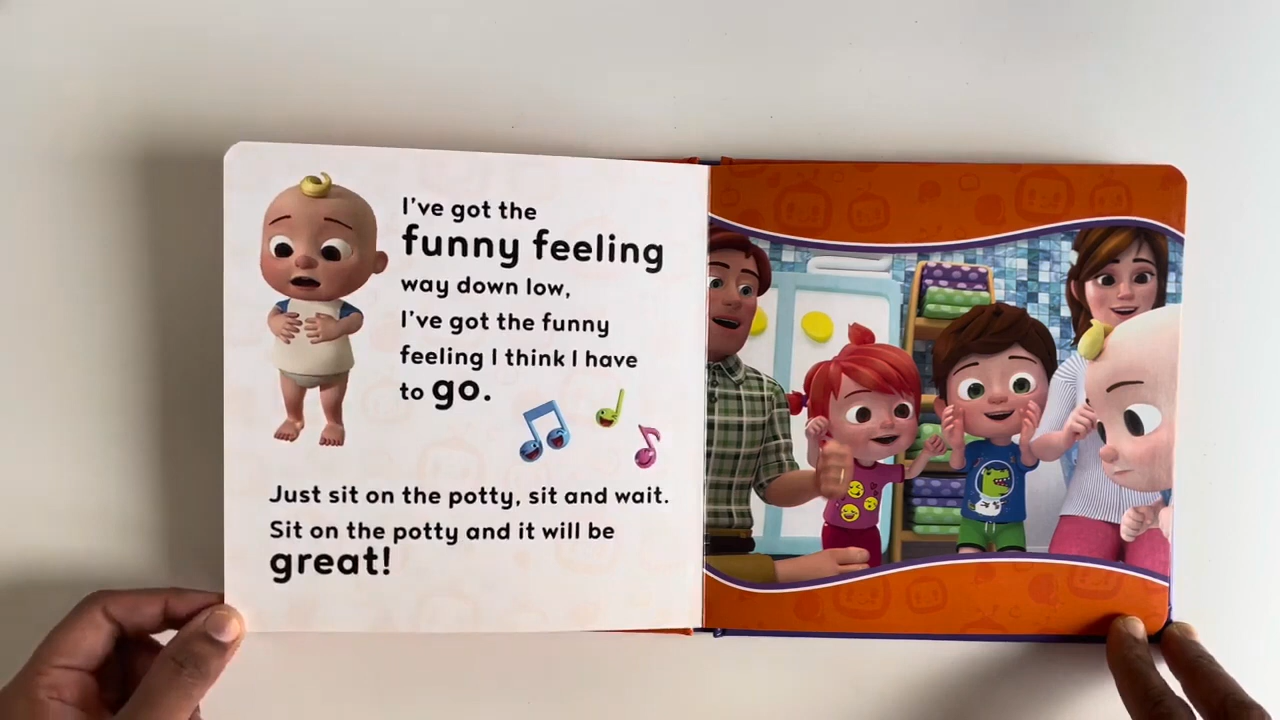 I've got the
funny feeling
way down low,
I've got the funny
feeling I think I have
to go.
Just sit on the potty, sit and wait.
Sit on the potty and it will be
great!